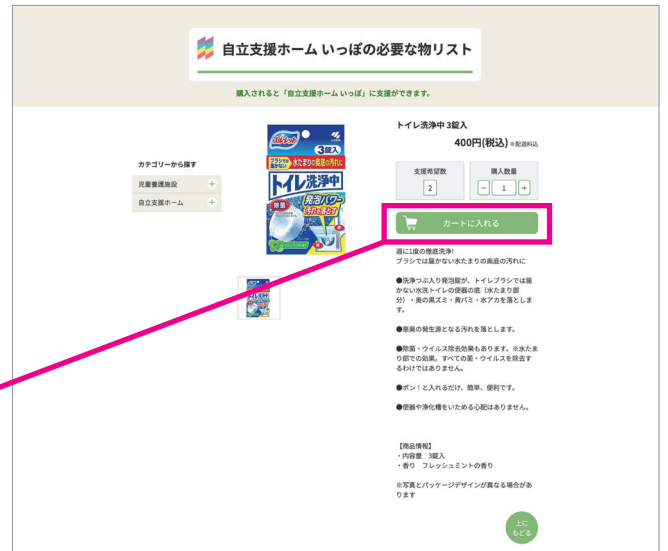 自立支援ホーム いっぽの必要な物リスト
購入されると「自立支援ホーム いっぽ」に支援ができます。
カテゴリーから探す
児童養護施設 +
自立支援ホーム +
ブルーレット
3錠入
ブラシでは届かない 水たまりの奥底の汚れに
トイレ洗浄中
除菌
発泡パワーで
汚れを落とす
トイレ洗浄中 3錠入
400円(税込) ※配送料込
支援希望数
2
購入数量
− 1 +
カートに入れる
週に1度の徹底洗浄!
ブラシでは届かない水たまりの奥底の汚れに
●洗浄つぶ入り発泡錠が、トイレブラシでは届
かない水洗トイレの便器の底（水たまり部
分）・奥の黒ズミ・黄バミ・水アカを落としま
す。
●悪臭の発生源となる汚れを落とします。
●除菌・ウイルス除去効果もあります。※水たま
り部での効果。すべての菌・ウイルスを除去す
るわけではありません。
●ポン！と入れるだけ、簡単、便利です。
●便器や浄化槽をいためる心配はありません。
【商品情報】
・内容量　3錠入
・香り　フレッシュミントの香り
※写真とパッケージデザインが異なる場合があ
ります
上に
もどる